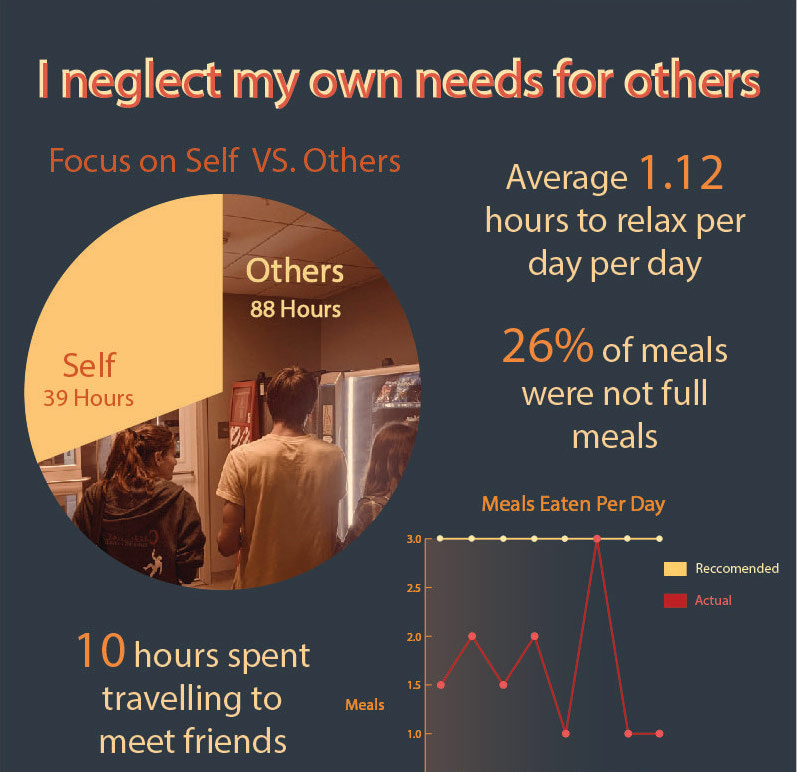 I neglect my own needs for others
Focus on Self VS. Others
Others
88 Hours
Self
39 Hours
Average 1.12
hours to relax per
day per day
26% of meals
were not full
meals
10 hours spent
travelling to
meet friends
Meals Eaten Per Day
3.0
2.5
2.0
1.5
1.0
Meals
Reccomended
Actual